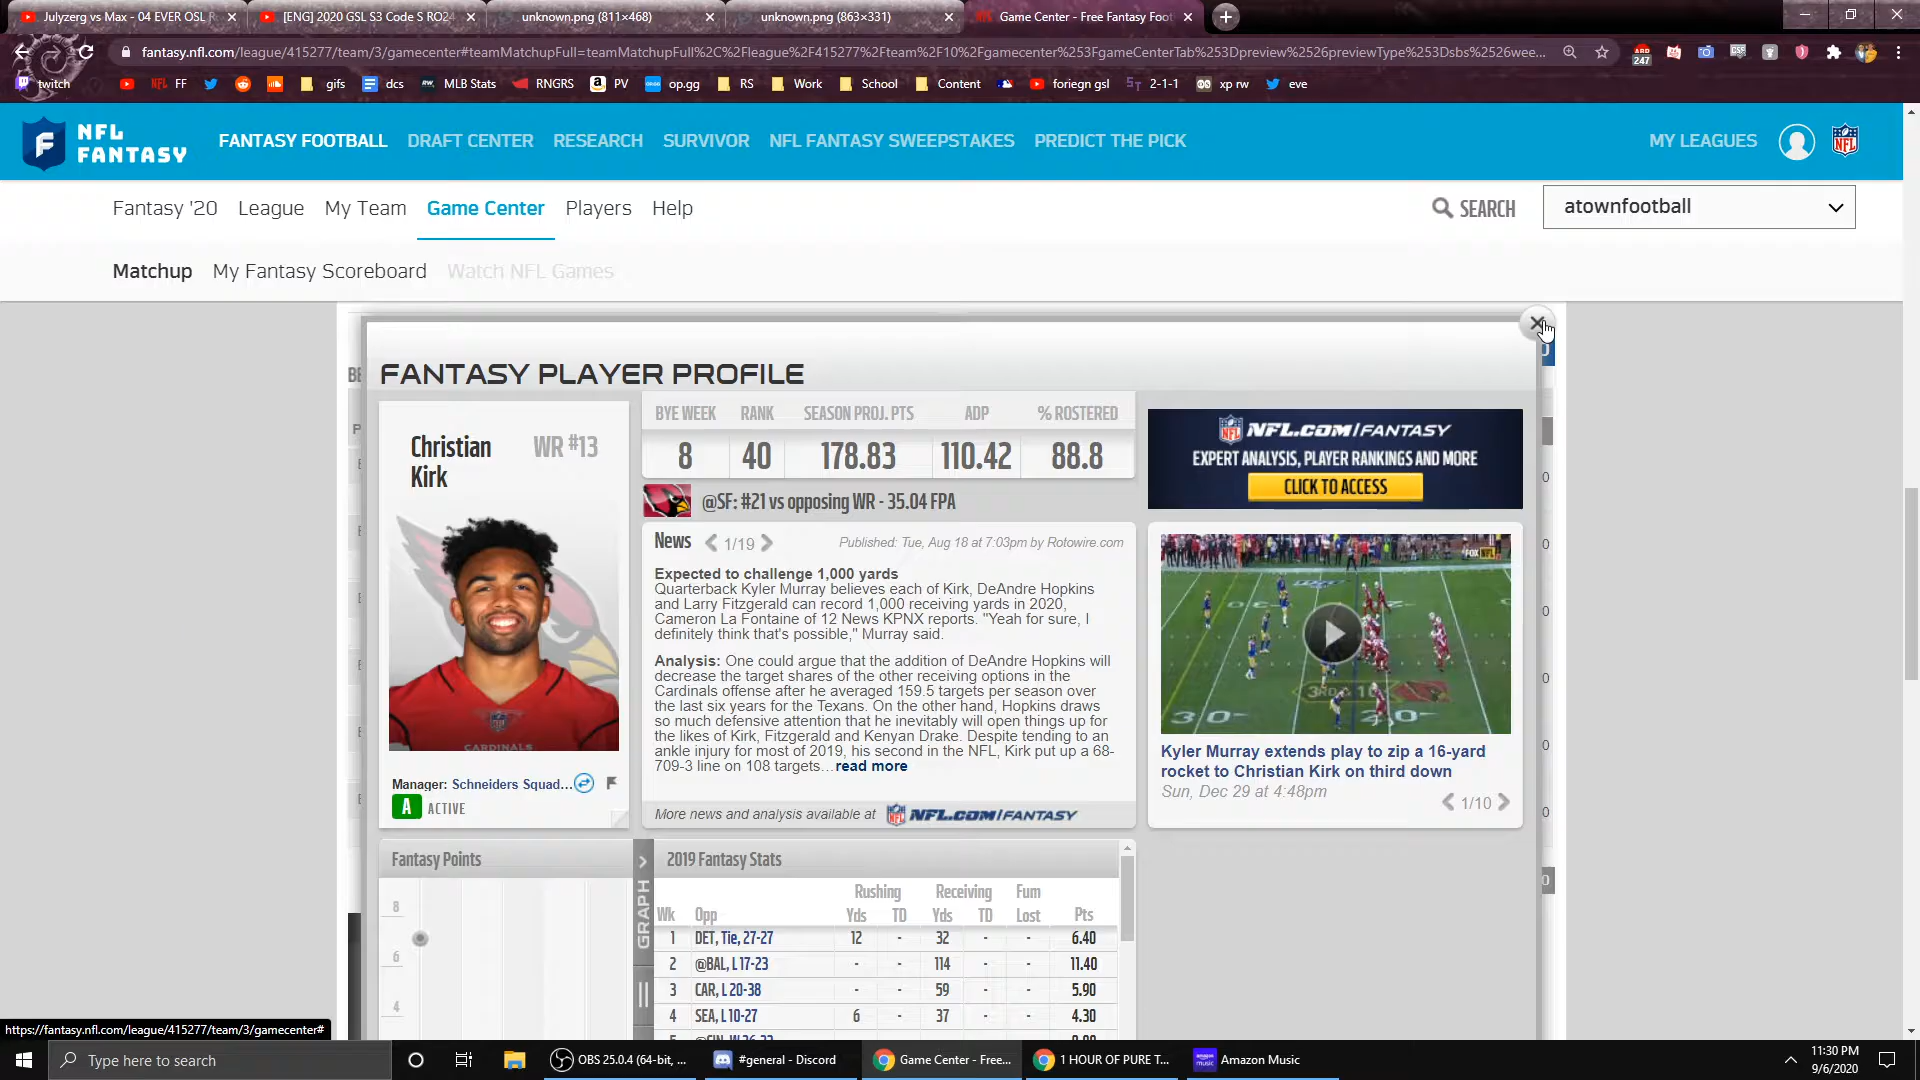 Julyzerg vs Max - 04 EVER OSL R
[ENG] 2020 GSL S3 Code S RO24
unknown.png (811×468)
unknown.png (863×331)
Game Center - Free Fantasy Foot
fantasy.nfl.com/league/415277/team/3/gamecenter#teamMatchupFull=teamMatchupFull%2C%2Fleague%2F415277%2Fteam%2F10%2Fgamecenter%253FgameCenterTab%253Dpreview%2526previewType%253Dsbs%2526wee...
247
twitch
NFL FF
gifs
dcs
MLB Stats
RNGRS
PV
op.gg
RS
Work
School
Content
foriegn gsl
2-1-1
xp rw
eve
NFL FANTASY
FANTASY FOOTBALL
DRAFT CENTER
RESEARCH
SURVIVOR
NFL FANTASY SWEEPSTAKES
PREDICT THE PICK
MY LEAGUES
Fantasy '20
League
My Team
Game Center
Players
Help
SEARCH
atownfootball
Matchup
My Fantasy Scoreboard
Watch NFL Games
FANTASY PLAYER PROFILE
Christian Kirk
WR #13
Manager: Schneiders Squad...
A ACTIVE
BYE WEEK RANK SEASON PROJ. PTS ADP % ROSTERED
8 40 178.83 110.42 88.8
@SF: #21 vs opposing WR - 35.04 FPA
News 1/19 Published: Tue, Aug 18 at 7:03pm by Rotowire.com
Expected to challenge 1,000 yards
Quarterback Kyler Murray believes each of Kirk, DeAndre Hopkins
and Larry Fitzgerald can record 1,000 receiving yards in 2020,
Cameron La Fontaine of 12 News KPNX reports. "Yeah for sure, I
definitely think that's possible," Murray said.
Analysis: One could argue that the addition of DeAndre Hopkins will
decrease the target shares of the other receiving options in the
Cardinals offense after he averaged 159.5 targets per season over
the last six years for the Texans. On the other hand, Hopkins draws
so much defensive attention that he inevitably will open things up for
the likes of Kirk, Fitzgerald and Kenyan Drake. Despite tending to an
ankle injury for most of 2019, his second in the NFL, Kirk put up a 68-
709-3 line on 108 targets...read more
More news and analysis available at NFL.COM/FANTASY
NFL.COM/FANTASY
EXPERT ANALYSIS, PLAYER RANKINGS AND MORE
CLICK TO ACCESS
Kyler Murray extends play to zip a 16-yard
rocket to Christian Kirk on third down
Sun, Dec 29 at 4:48pm
1/10
Fantasy Points
8
6
4
GRAPH
2019 Fantasy Stats
Rushing Receiving Fum
Wk Opp Yds TD Yds TD Lost Pts
1 DET, Tie, 27-27 12 - 32 - - 6.40
2 @BAL, L 17-23 - - 114 - - 11.40
3 CAR, L 20-38 - - 59 - - 5.90
4 SEA, L 10-27 6 - 37 - - 4.30
https://fantasy.nfl.com/league/415277/team/3/gamecenter#
Type here to search
OBS 25.0.4 (64-bit, ...
#general - Discord
Game Center - Free...
1 HOUR OF PURE T...
Amazon Music
11:30 PM
9/6/2020